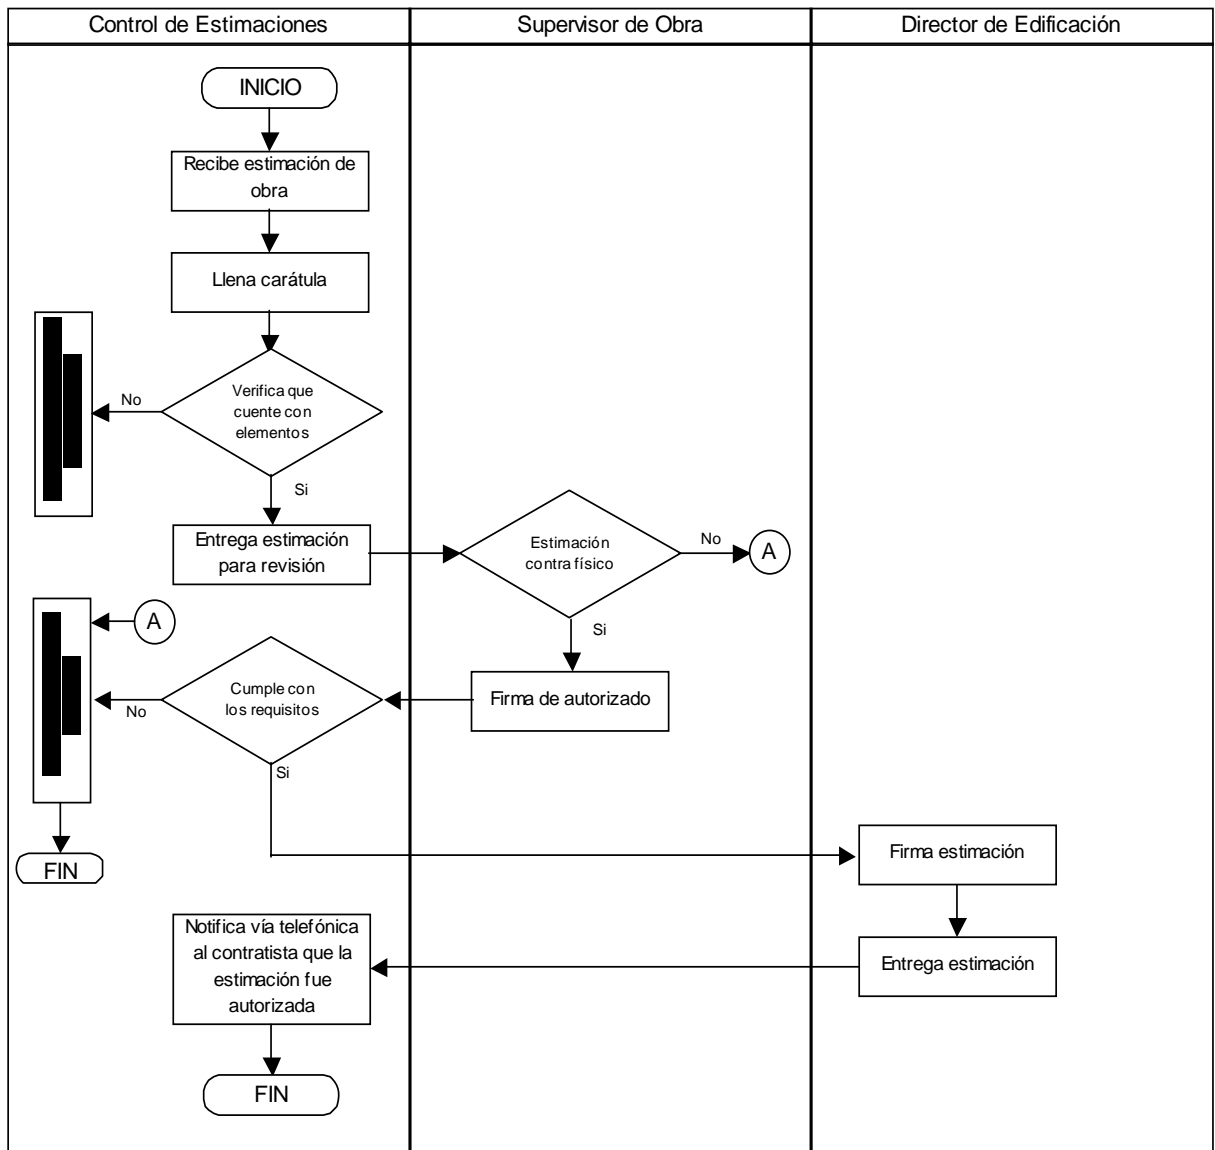 Control de Estimaciones
Supervisor de Obra
Director de Edificación
INICIO
Recibe estimación de
obra
Llena carátula
Verifica que
cuente con
elementos
No
Si
Entrega estimación
para revisión
Estimación
contra físico
No
A
Si
A
Cumple con
los requisitos
No
Firma de autorizado
Si
FIN
Firma estimación
Notifica vía telefónica
al contratista que la
estimación fue
autorizada
Entrega estimación
FIN